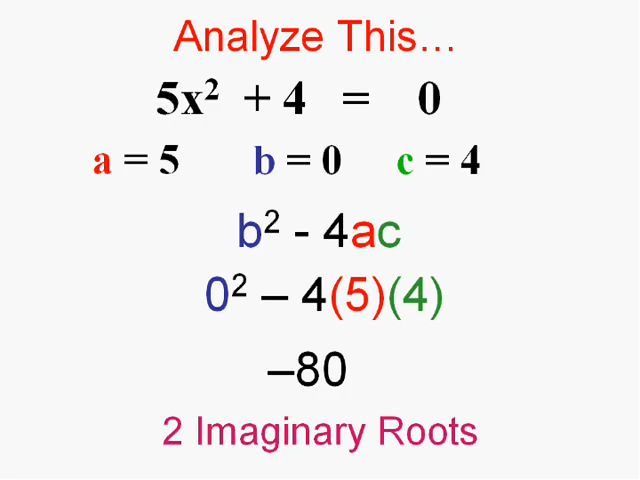 Analyze This...
5x² + 4 = 0
a = 5 b = 0 c = 4
b² - 4ac
0² – 4(5)(4)
–80
2 Imaginary Roots